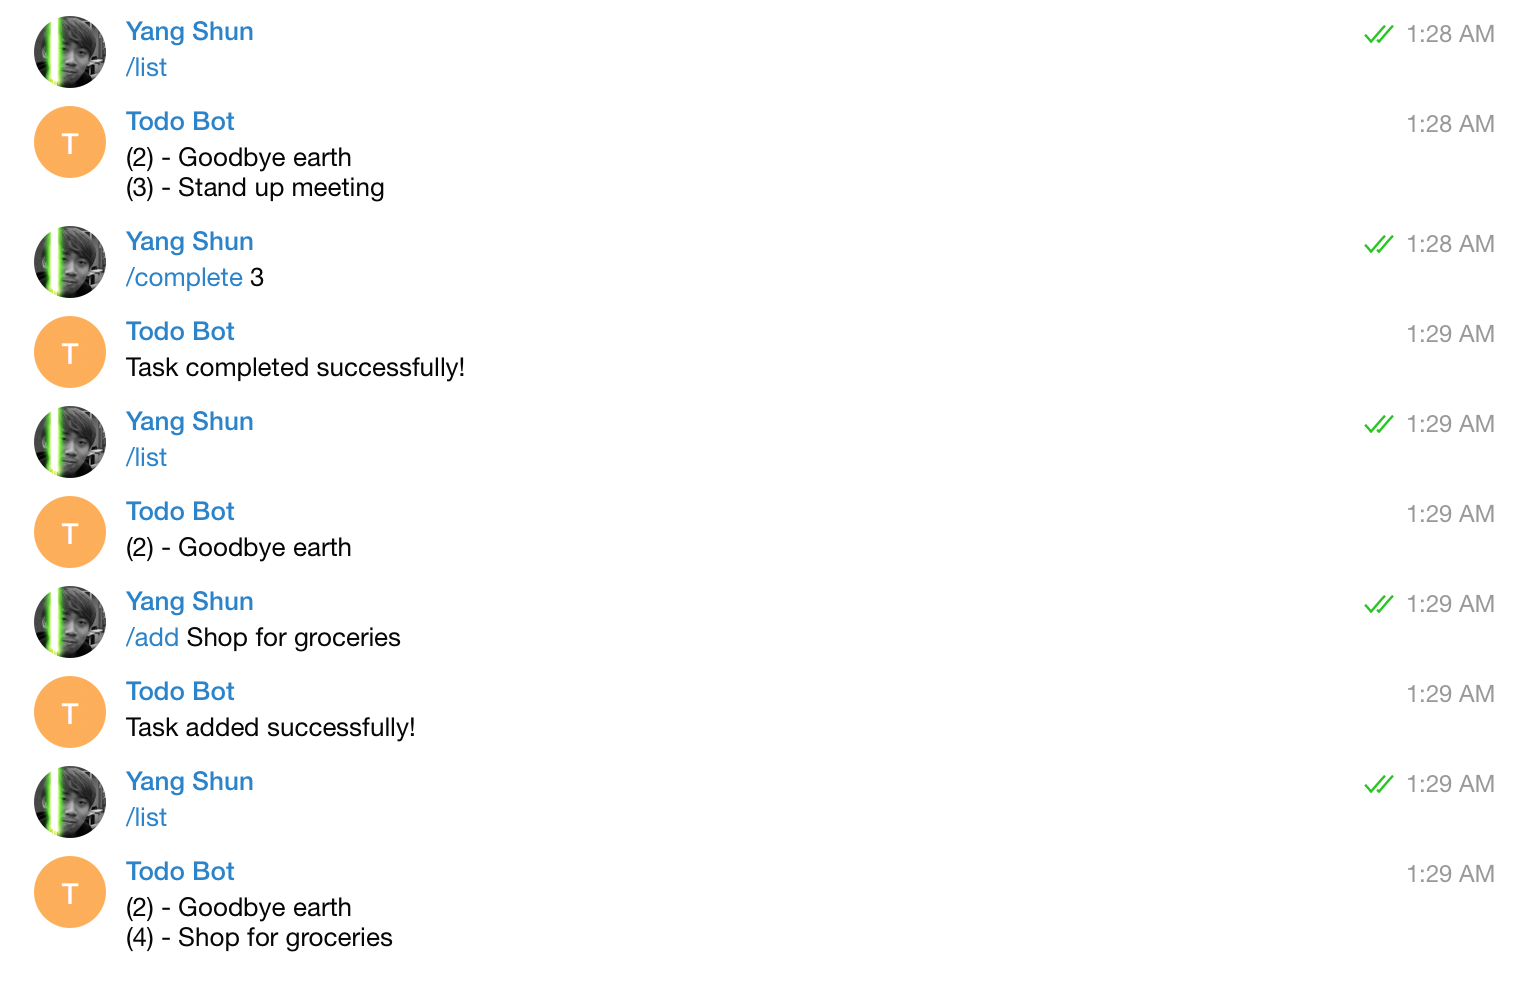 Yang Shun
1:28 AM
/list
T
Todo Bot
1:28 AM
(2) - Goodbye earth
(3) - Stand up meeting
Yang Shun
1:28 AM
/complete 3
T
Todo Bot
1:29 AM
Task completed successfully!
Yang Shun
1:29 AM
/list
T
Todo Bot
1:29 AM
(2) - Goodbye earth
Yang Shun
1:29 AM
/add Shop for groceries
T
Todo Bot
1:29 AM
Task added successfully!
Yang Shun
1:29 AM
/list
T
Todo Bot
1:29 AM
(2) - Goodbye earth
(4) - Shop for groceries